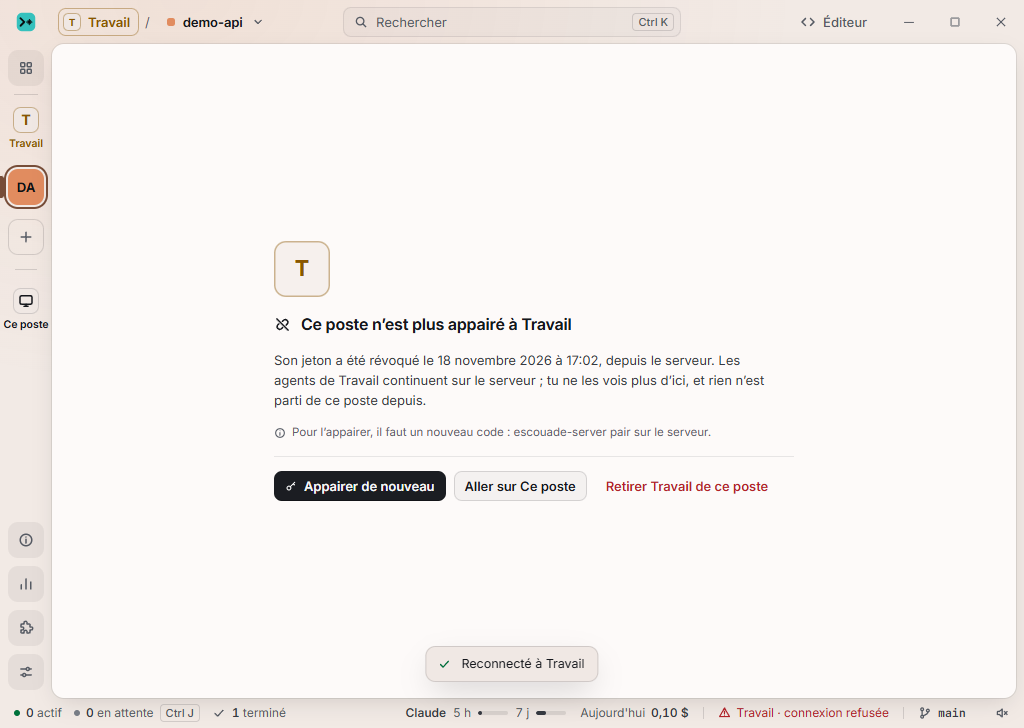 T Travail / demo-api
Rechercher Ctrl K
Éditeur
T
Travail
DA
Ce poste
T
Ce poste n’est plus appairé à Travail
Son jeton a été révoqué le 18 novembre 2026 à 17:02, depuis le serveur. Les
agents de Travail continuent sur le serveur ; tu ne les vois plus d’ici, et rien n’est
parti de ce poste depuis.
Pour l’appairer, il faut un nouveau code : escouade-server pair sur le serveur.
Appairer de nouveau
Aller sur Ce poste
Retirer Travail de ce poste
Reconnecté à Travail
0 actif 0 en attente Ctrl J 1 terminé
Claude 5 h 7 j Aujourd'hui 0,10 $ Travail · connexion refusée main